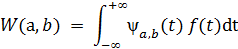 W(a,b) = ∫_{-∞}^{+∞} ψ_{a,b}(t) f(t)dt